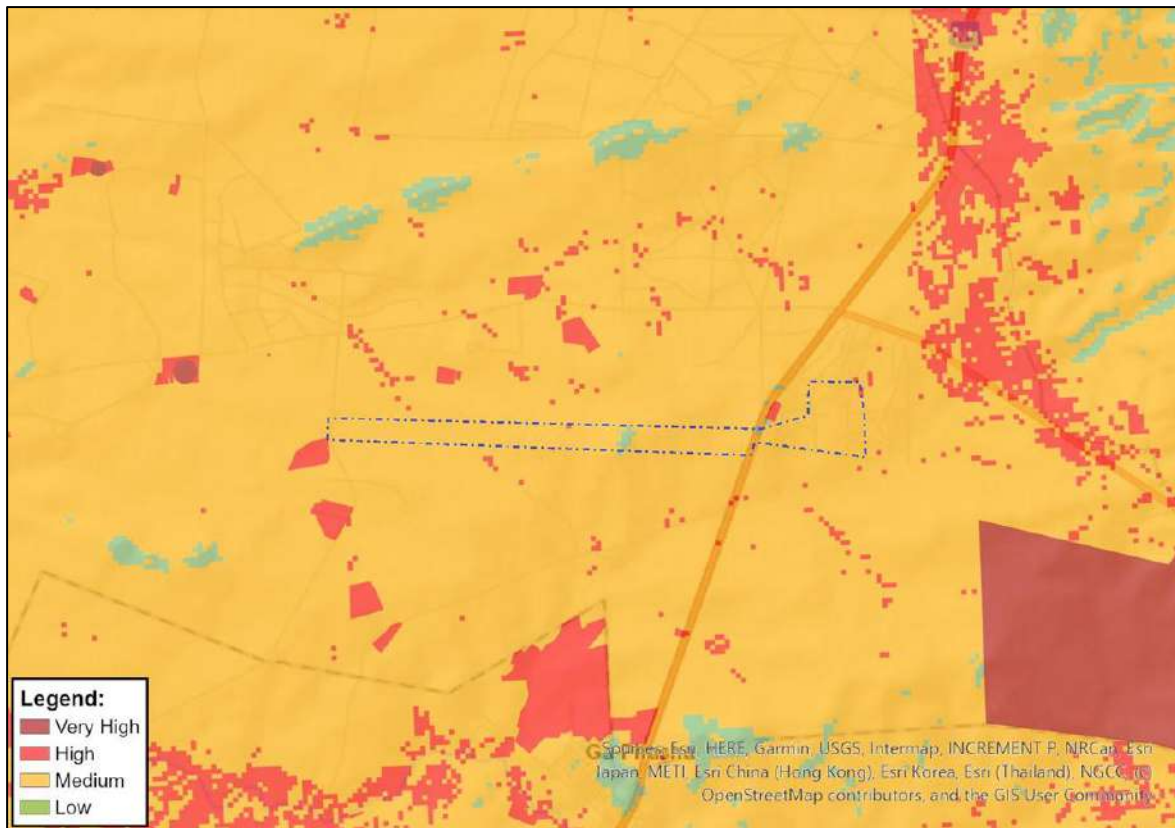 Legend:
Very High
High
Medium
Low
Sources: Esri, HERE, Garmin, USGS, Intermap, INCREMENT P, NRCan, Esri
Japan, METI, Esri China (Hong Kong), Esri Korea, Esri (Thailand), NGCC, (c)
OpenStreetMap contributors, and the GIS User Community